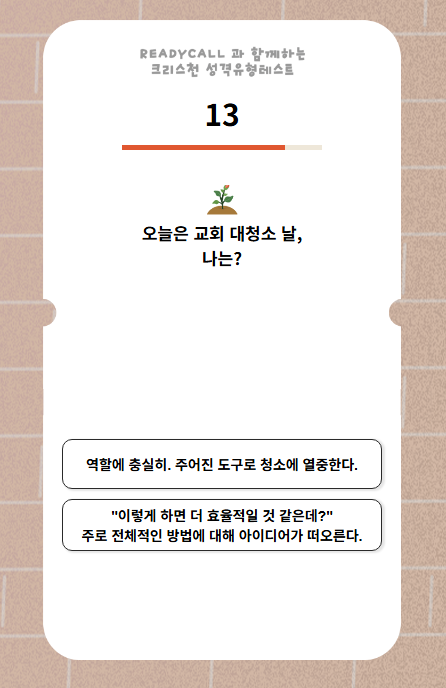 READYCALL 과 함께하는
크리스천 성격유형테스트
13
오늘은 교회 대청소 날,
나는?
역할에 충실히. 주어진 도구로 청소에 열중한다.
"이렇게 하면 더 효율적일 것 같은데?"
주로 전체적인 방법에 대해 아이디어가 떠오른다.